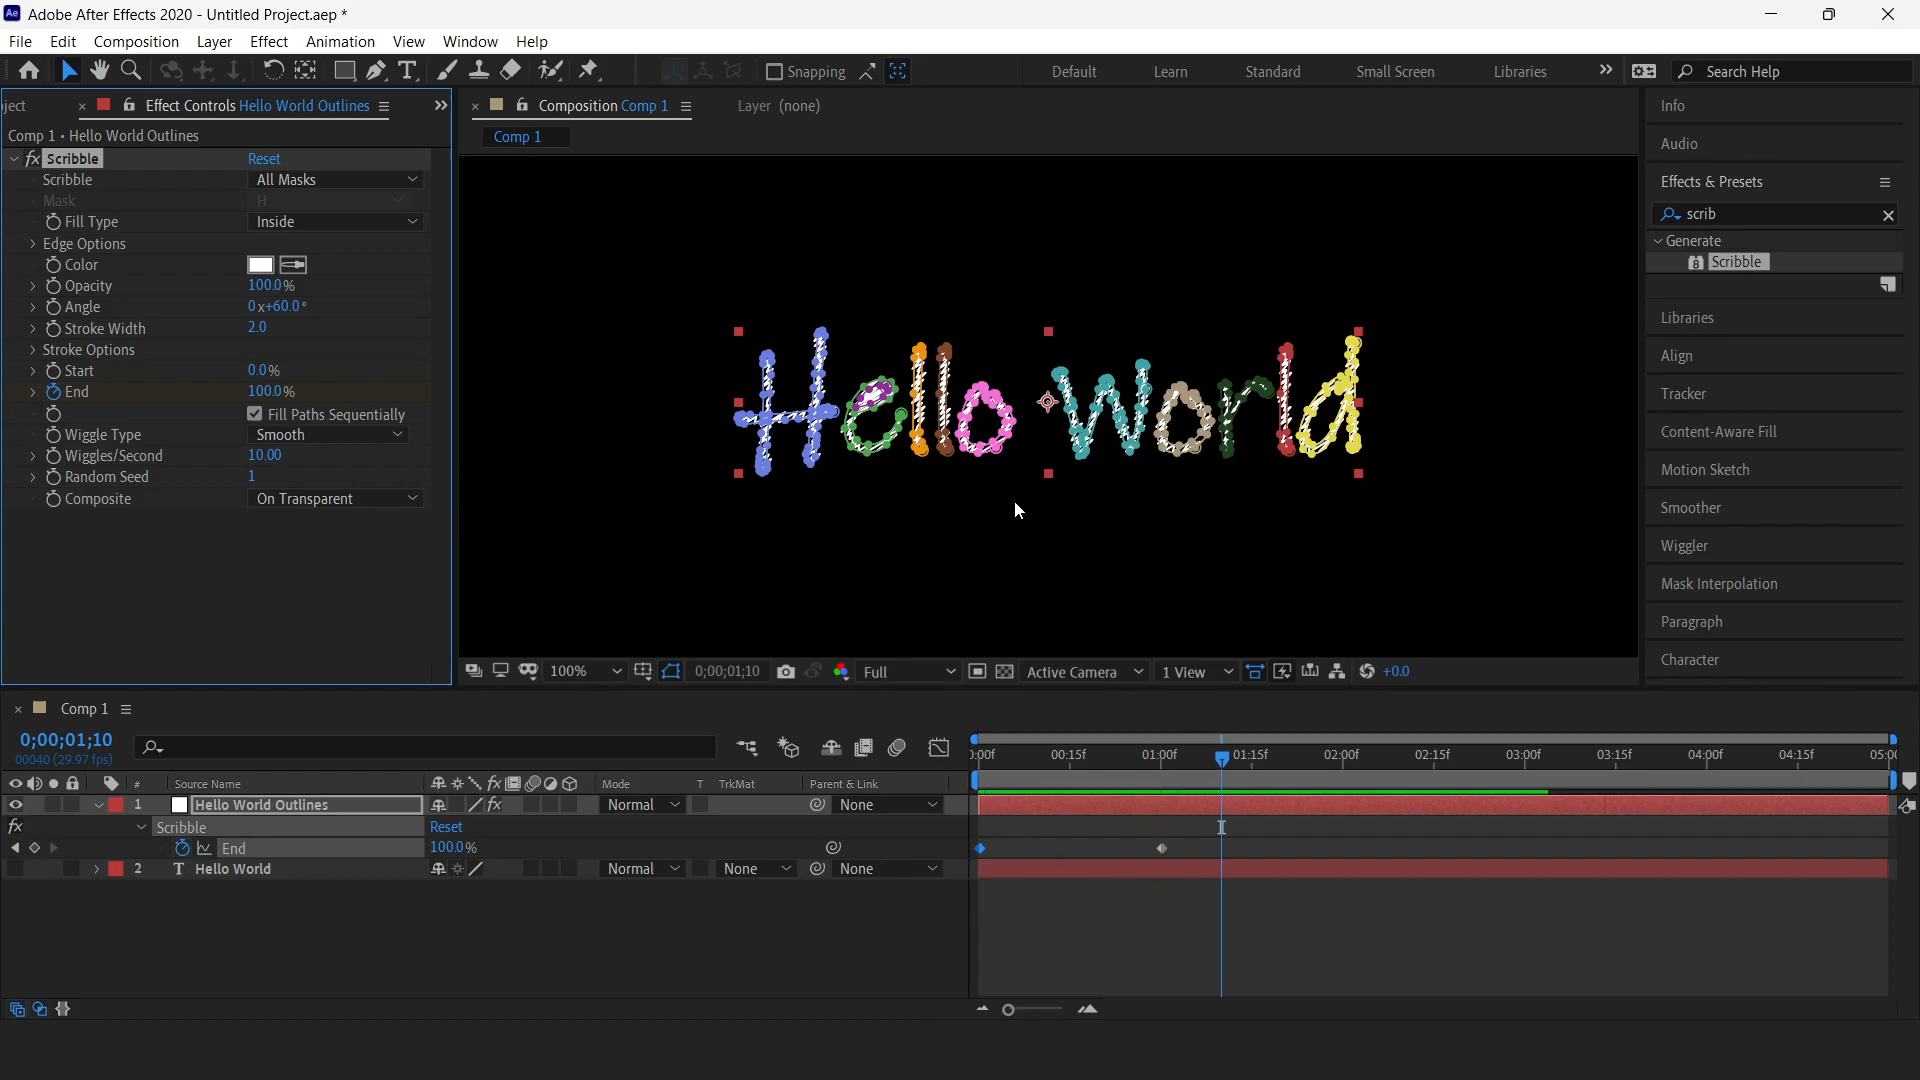 Adobe After Effects 2020 - Untitled Project.aep *
File Edit Composition Layer Effect Animation View Window Help
Snapping Default Learn Standard Small Screen Libraries Search Help
ject Effect Controls Hello World Outlines Composition Comp 1 Layer (none) Info
Comp 1 • Hello World Outlines Comp 1
Audio
Scribble Reset
Scribble All Masks
Mask H
Fill Type Inside
Edge Options
Color
Opacity 100.0%
Angle 0x+60.0°
Stroke Width 2.0
Stroke Options
Start 0.0%
End 100.0%
Fill Paths Sequentially
Wiggle Type Smooth
Wiggles/Second 10.00
Random Seed 1
Composite On Transparent
Hello World
100% 0;00;01;10 Full Active Camera 1 View +0.0
Effects & Presets
scrib
Generate
8 Scribble
Libraries
Align
Tracker
Content-Aware Fill
Motion Sketch
Smoother
Wiggler
Mask Interpolation
Paragraph
Character
Comp 1
0;00;01;10
00040 (29.97 fps)
:00f 00:15f 01:00f 01:15f 02:00f 02:15f 03:00f 03:15f 04:00f 04:15f 05:00
# Source Name fx Mode T TrkMat Parent & Link
1 Hello World Outlines fx Normal None
fx Scribble Reset
End 100.0%
2 T Hello World Normal None None